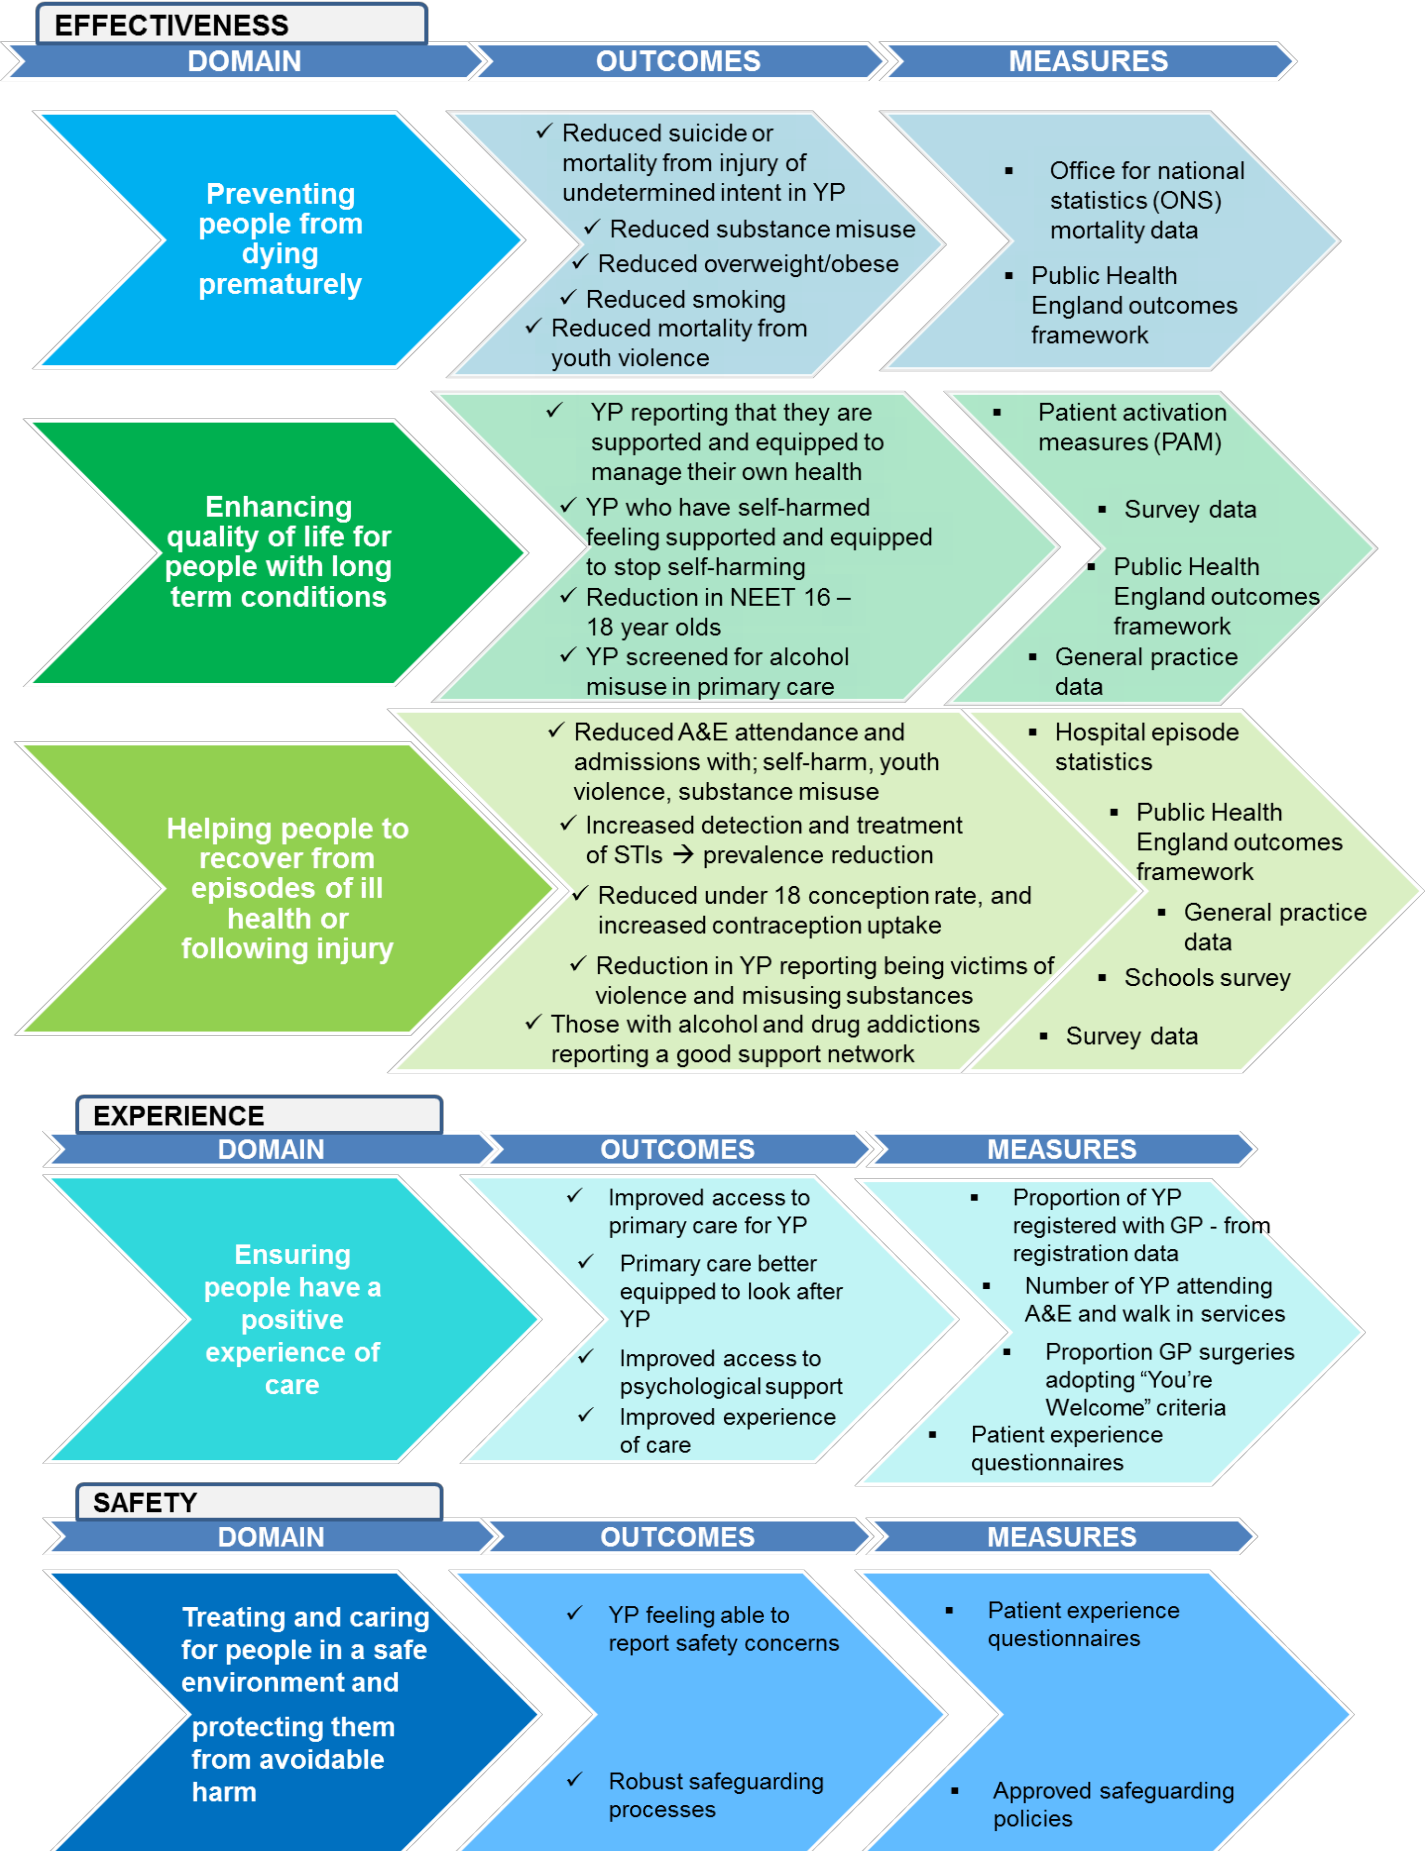 EFFECTIVENESS
DOMAIN
OUTCOMES
MEASURES
Preventing
people from
dying
prematurely
✓ Reduced suicide or
mortality from injury of
undetermined intent in YP
✓ Reduced substance misuse
✓ Reduced overweight/obese
✓ Reduced smoking
✓ Reduced mortality from
youth violence
▪ Office for national
statistics (ONS)
mortality data
▪ Public Health
England outcomes
framework
Enhancing
quality of life for
people with long
term conditions
✓ YP reporting that they are
supported and equipped to
manage their own health
✓ YP who have self-harmed
feeling supported and equipped
to stop self-harming
✓ Reduction in NEET 16 –
18 year olds
✓ YP screened for alcohol
misuse in primary care
▪ Patient activation
measures (PAM)
▪ Survey data
▪ Public Health
England outcomes
framework
▪ General practice
data
Helping people to
recover from
episodes of ill
health or
following injury
✓ Reduced A&E attendance and
admissions with; self-harm, youth
violence, substance misuse
✓ Increased detection and treatment
of STIs → prevalence reduction
✓ Reduced under 18 conception rate, and
increased contraception uptake
✓ Reduction in YP reporting being victims of
violence and misusing substances
✓ Those with alcohol and drug addictions
reporting a good support network
▪ Hospital episode
statistics
▪ Public Health
England outcomes
framework
▪ General practice
data
▪ Schools survey
▪ Survey data
EXPERIENCE
DOMAIN
OUTCOMES
MEASURES
Ensuring
people have a
positive
experience of
care
✓ Improved access to
primary care for YP
✓ Primary care better
equipped to look after
YP
✓ Improved access to
psychological support
✓ Improved experience
of care
▪ Proportion of YP
registered with GP - from
registration data
▪ Number of YP attending
A&E and walk in services
▪ Proportion GP surgeries
adopting “You’re
Welcome” criteria
▪ Patient experience
questionnaires
SAFETY
DOMAIN
OUTCOMES
MEASURES
Treating and caring
for people in a safe
environment and
protecting them
from avoidable
harm
✓ YP feeling able to
report safety concerns
✓ Robust safeguarding
processes
▪ Patient experience
questionnaires
▪ Approved safeguarding
policies